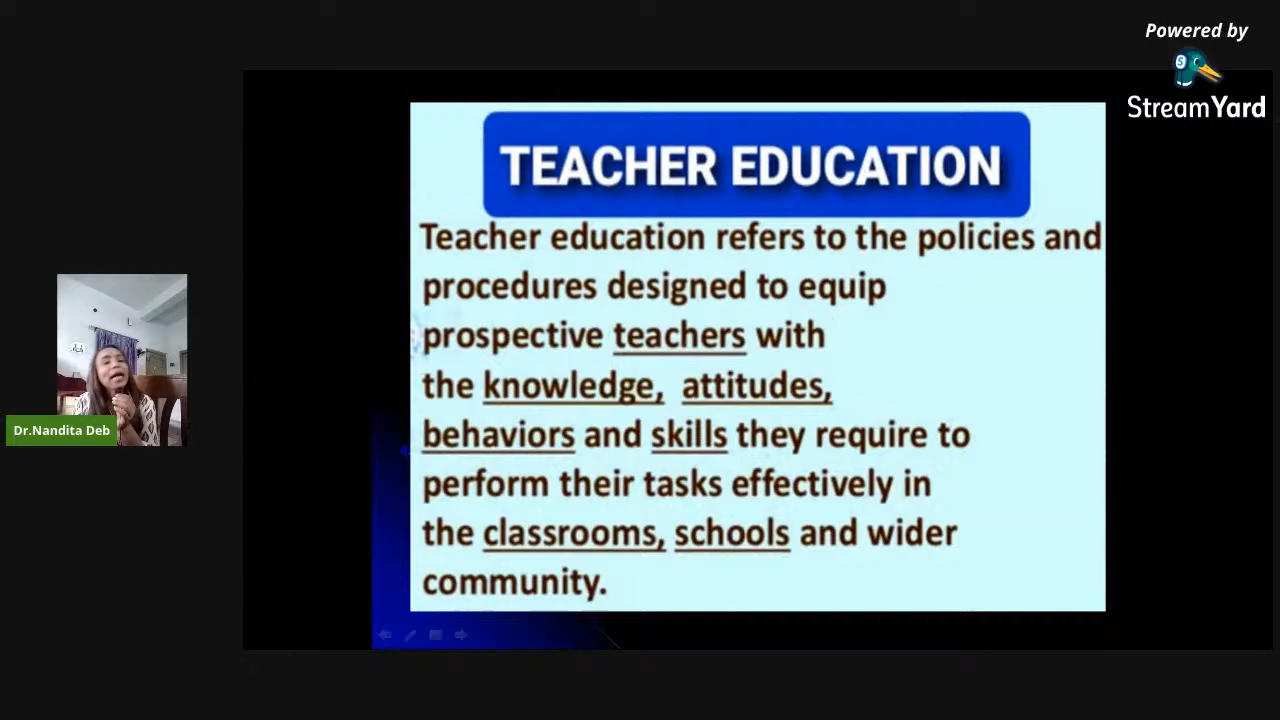 Powered by
StreamYard
TEACHER EDUCATION
Teacher education refers to the policies and
procedures designed to equip
prospective teachers with
the knowledge, attitudes,
behaviors and skills they require to
perform their tasks effectively in
the classrooms, schools and wider
community.
Dr.Nandita Deb